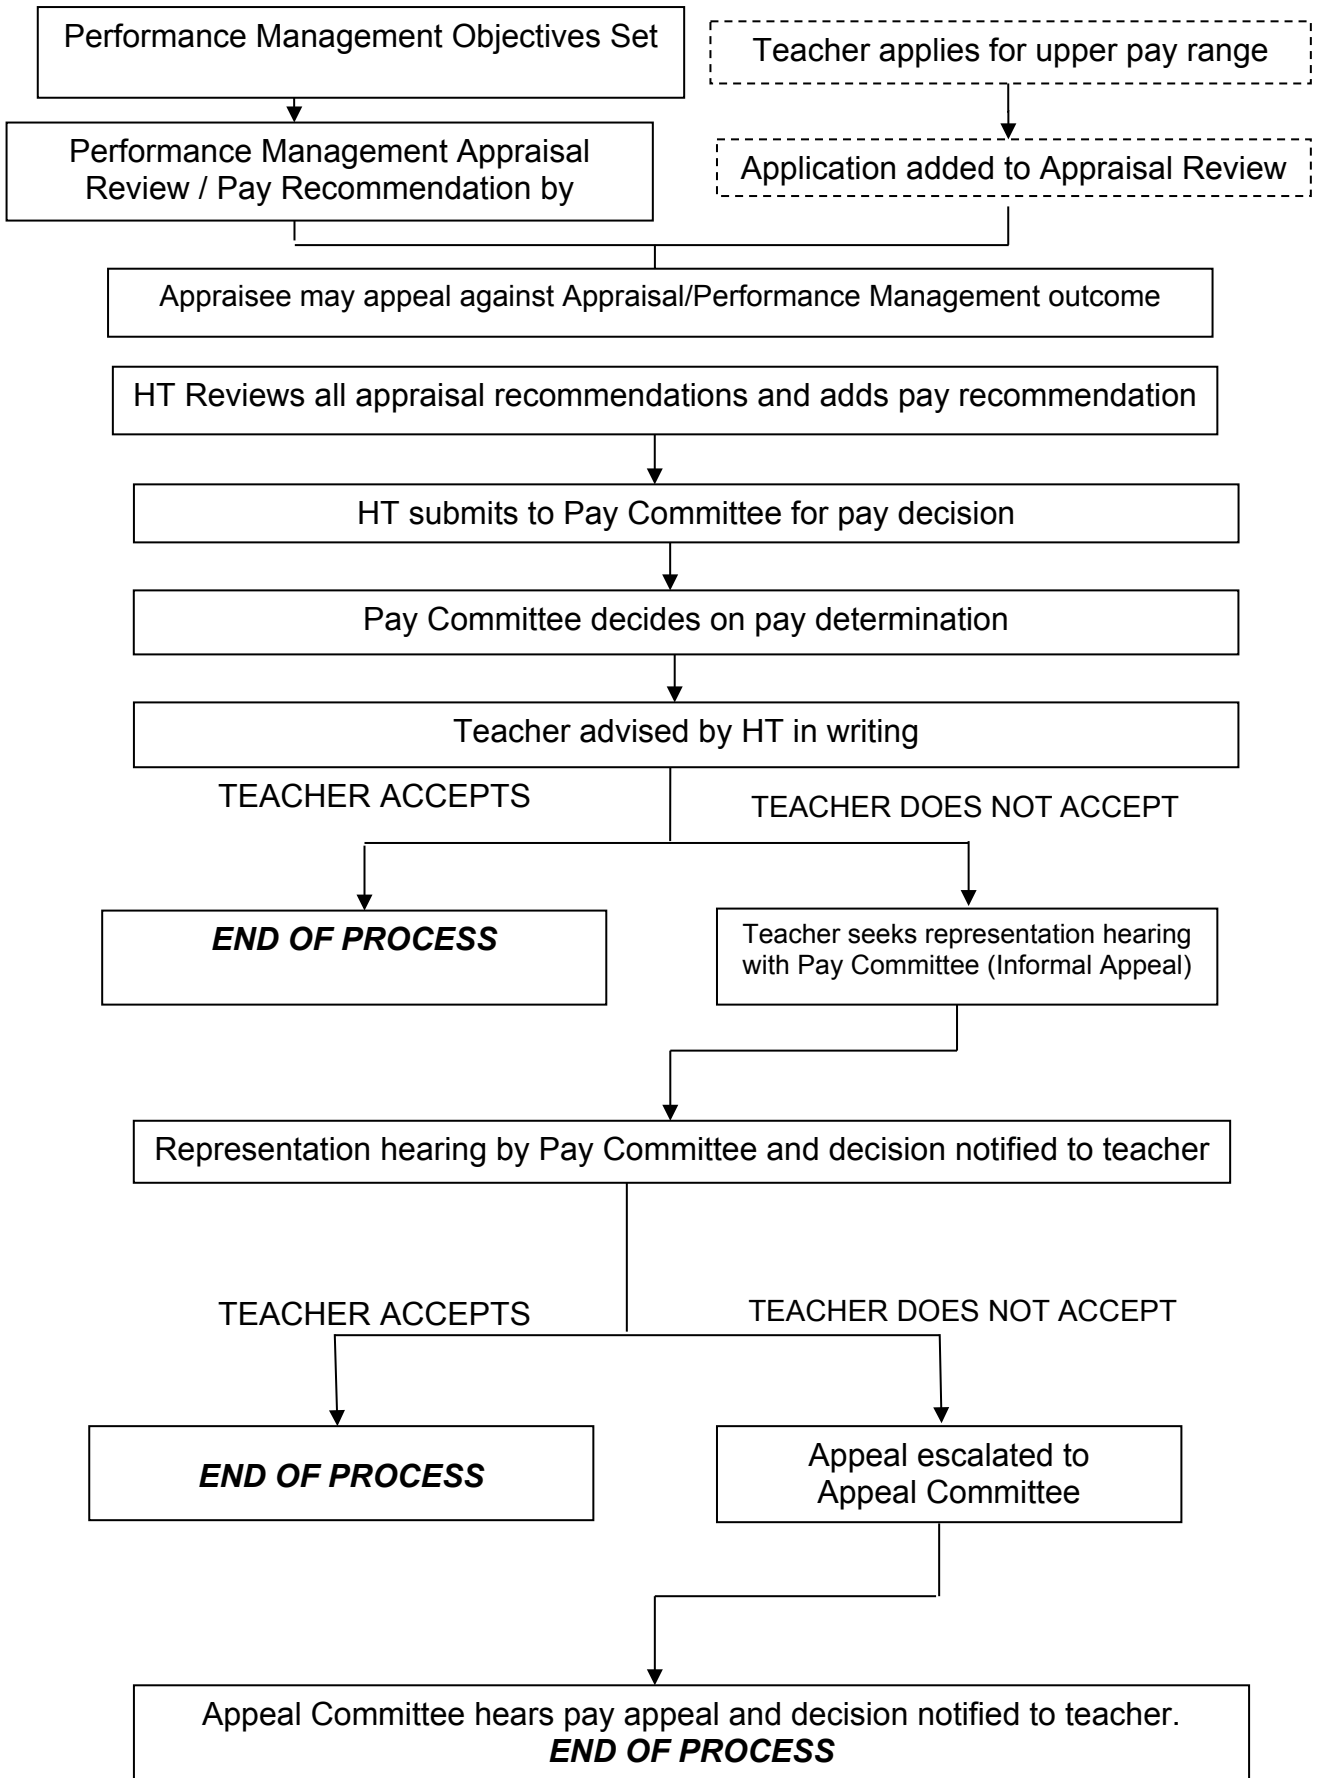 Performance Management Objectives Set
Teacher applies for upper pay range
Performance Management Appraisal
Review / Pay Recommendation by
Application added to Appraisal Review
Appraisee may appeal against Appraisal/Performance Management outcome
HT Reviews all appraisal recommendations and adds pay recommendation
HT submits to Pay Committee for pay decision
Pay Committee decides on pay determination
Teacher advised by HT in writing
TEACHER ACCEPTS
TEACHER DOES NOT ACCEPT
END OF PROCESS
Teacher seeks representation hearing
with Pay Committee (Informal Appeal)
Representation hearing by Pay Committee and decision notified to teacher
TEACHER ACCEPTS
TEACHER DOES NOT ACCEPT
END OF PROCESS
Appeal escalated to
Appeal Committee
Appeal Committee hears pay appeal and decision notified to teacher.
END OF PROCESS